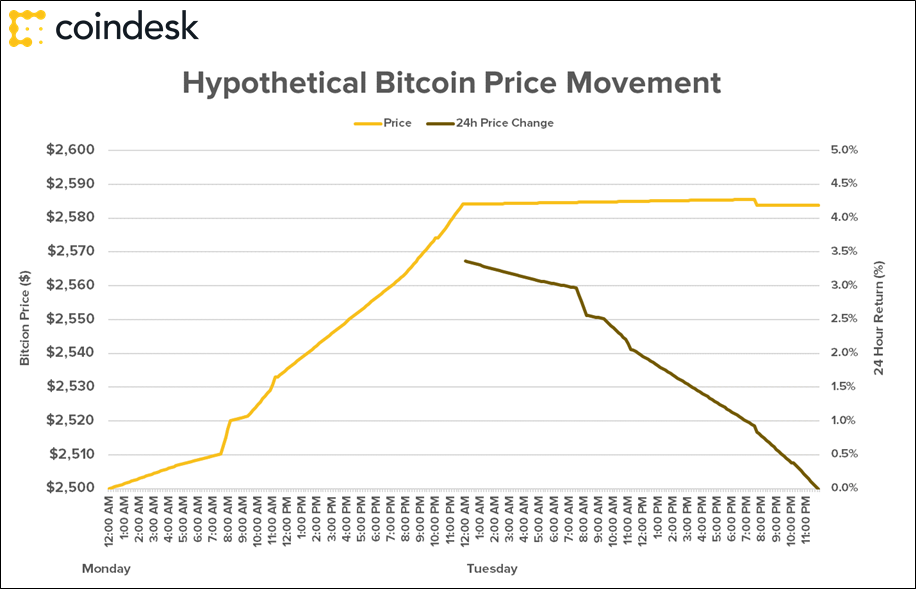 coindesk
Hypothetical Bitcoin Price Movement
Price 24h Price Change
$2,600
$2,590
$2,580
$2,570
$2,560
$2,550
$2,540
$2,530
$2,520
$2,510
$2,500
Bitcion Price ($)
5.0%
4.5%
4.0%
3.5%
3.0%
2.5%
2.0%
1.5%
1.0%
0.5%
0.0%
24 Hour Return (%)
12:00 AM
1:00 AM
2:00 AM
3:00 AM
4:00 AM
5:00 AM
6:00 AM
7:00 AM
8:00 AM
9:00 AM
10:00 AM
11:00 AM
12:00 PM
1:00 PM
2:00 PM
3:00 PM
4:00 PM
5:00 PM
6:00 PM
7:00 PM
8:00 PM
9:00 PM
10:00 PM
11:00 PM
12:00 AM
1:00 AM
2:00 AM
3:00 AM
4:00 AM
5:00 AM
6:00 AM
7:00 AM
8:00 AM
9:00 AM
10:00 AM
11:00 AM
12:00 PM
1:00 PM
2:00 PM
3:00 PM
4:00 PM
5:00 PM
6:00 PM
7:00 PM
8:00 PM
9:00 PM
10:00 PM
11:00 PM
Monday
Tuesday